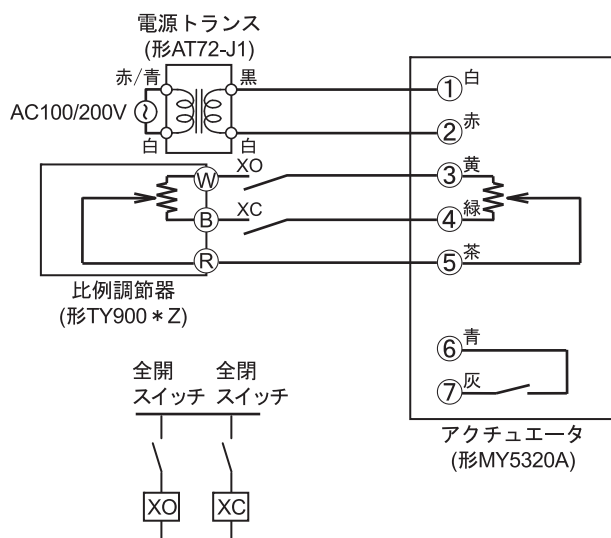 電源トランス
(形AT72-J1)
赤/青
黒
AC100/200V
白
白
① 白
② 赤
W
XO
③ 黄
B
XC
④ 緑
R
⑤ 茶
比例調節器
(形TY900＊Z)
⑥ 青
⑦ 灰
アクチュエータ
(形MY5320A)
全開
スイッチ
全閉
スイッチ
XO
XC